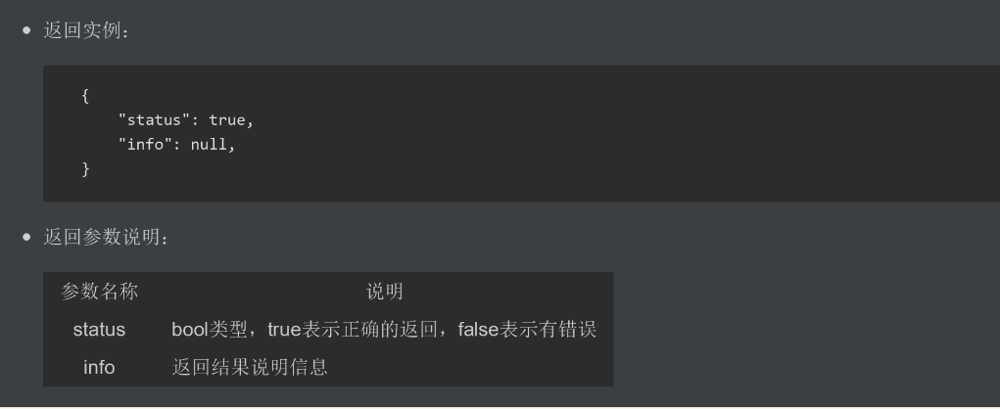 返回实例：
{
"status": true,
"info": null,
}
返回参数说明：
参数名称 说明
status bool类型，true表示正确的返回，false表示有错误
info 返回结果说明信息